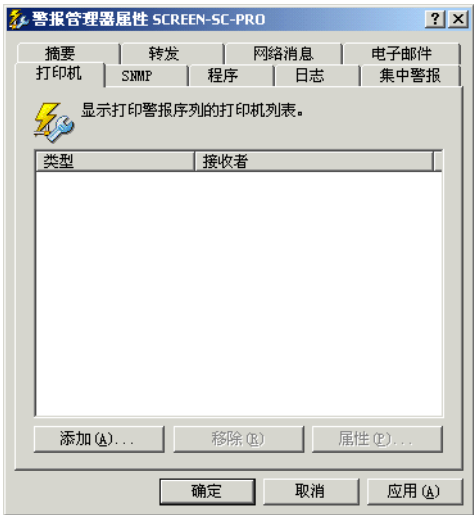 警报管理器属性 SCREEN-SC-PRO
摘要 转发 网络消息 电子邮件
打印机 SNMP 程序 日志 集中警报
显示打印警报序列的打印机列表。
类型 接收者
添加(A)... 移除(R) 属性(P)...
确定 取消 应用(A)